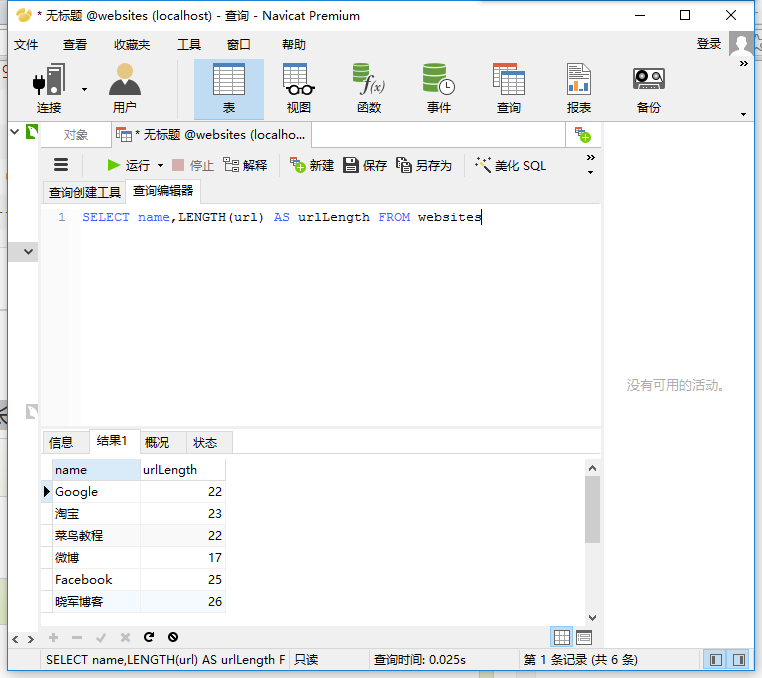 * 无标题 @websites (localhost) - 查询 - Navicat Premium
文件 查看 收藏夹 工具 窗口 帮助 登录
连接 用户 表 视图 函数 事件 查询 报表 备份
对象 * 无标题 @websites (localho...
运行 停止 解释 新建 保存 另存为 美化 SQL
查询创建工具 查询编辑器
1 SELECT name,LENGTH(url) AS urlLength FROM websites
没有可用的活动。
信息 结果1 概况 状态
name urlLength
Google 22
淘宝 23
菜鸟教程 22
微博 17
Facebook 25
晓军博客 26
SELECT name,LENGTH(url) AS urlLength F 只读 查询时间: 0.025s 第 1 条记录 (共 6 条)